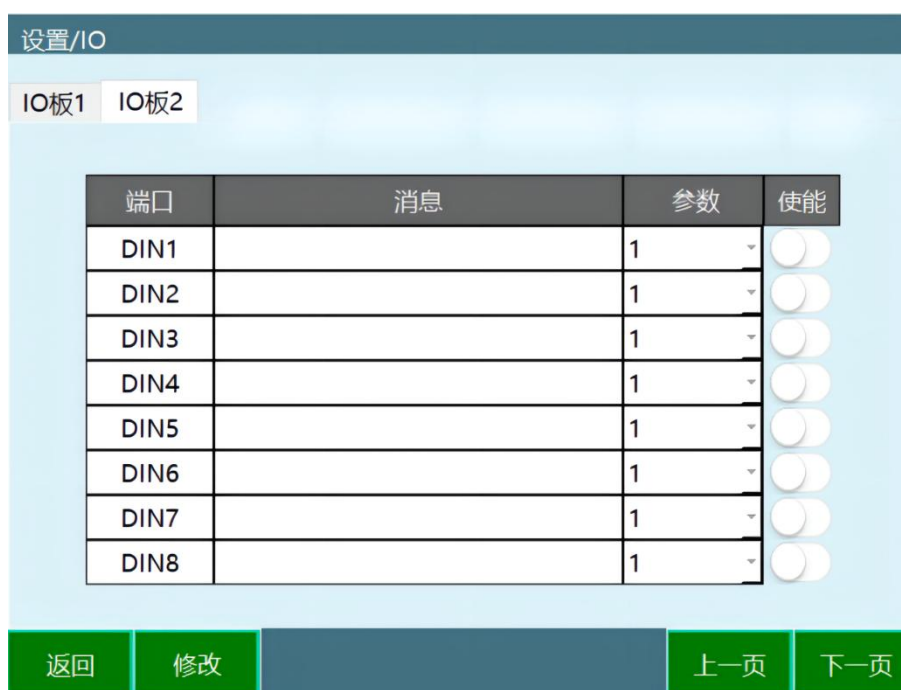 设置/IO
IO板1 IO板2
端口 消息 参数 使能
DIN1 1
DIN2 1
DIN3 1
DIN4 1
DIN5 1
DIN6 1
DIN7 1
DIN8 1
返回 修改 上一页 下一页